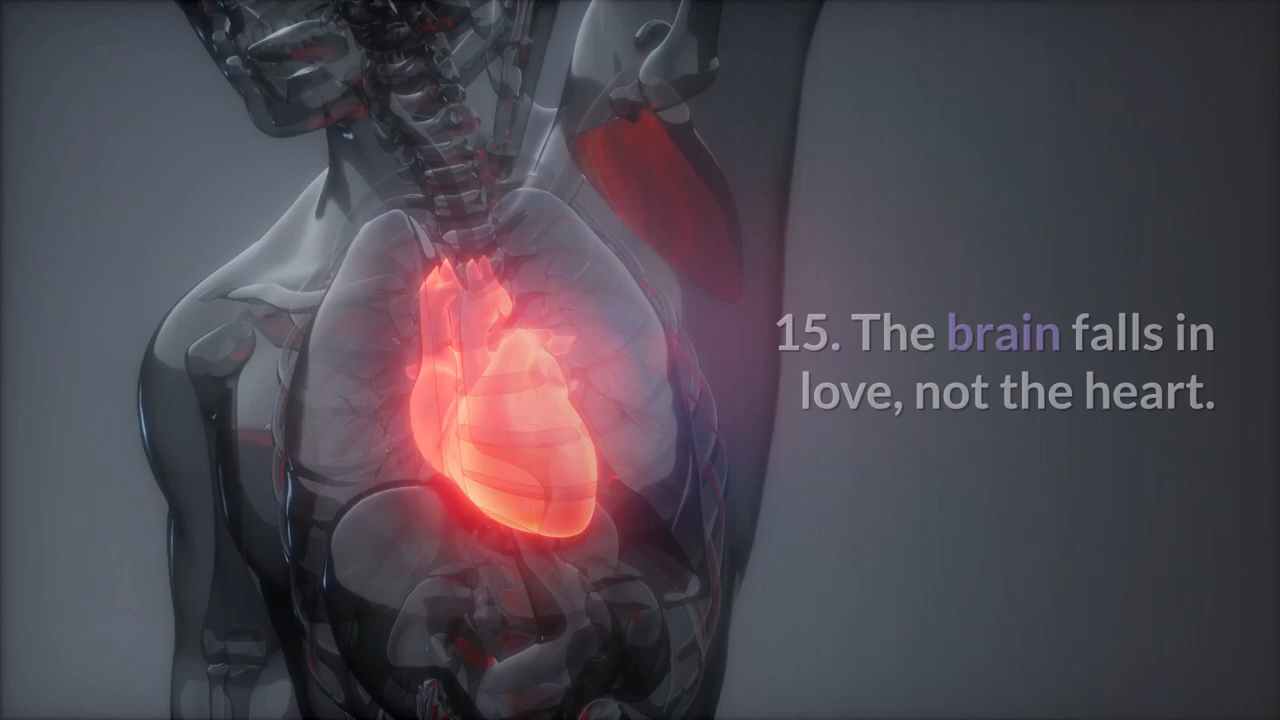 15. The brain falls in
love, not the heart.